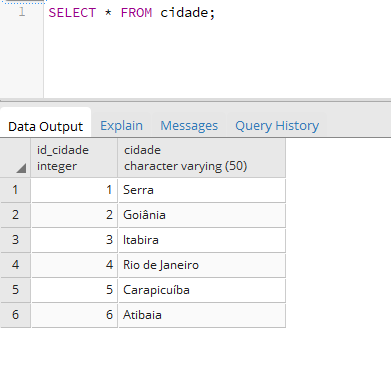 1 SELECT * FROM cidade;
Data Output Explain Messages Query History
id_cidade cidade
integer character varying (50)
1 1 Serra
2 2 Goiânia
3 3 Itabira
4 4 Rio de Janeiro
5 5 Carapicuíba
6 6 Atibaia